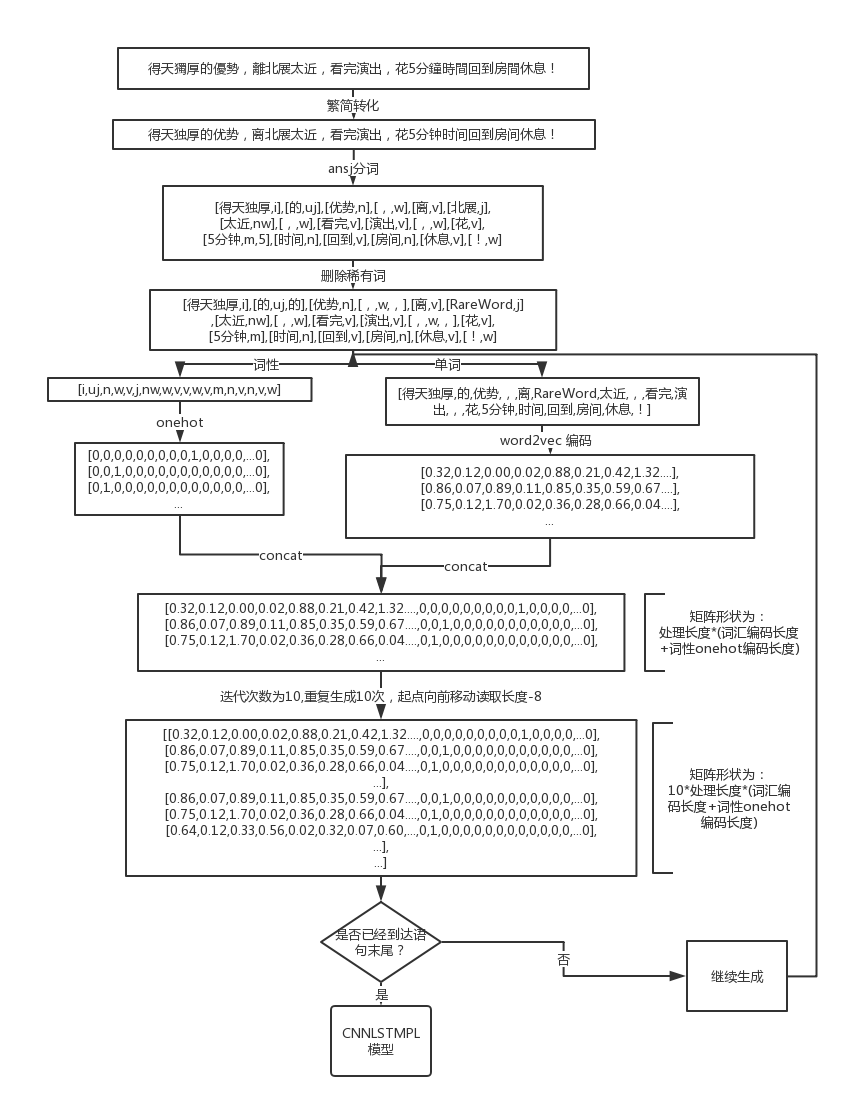 得天獨厚的優勢，離北展太近，看完演出，花5分鐘時間回到房間休息！
繁简转化
得天独厚的优势，离北展太近，看完演出，花5分钟时间回到房间休息！
ansj分词
[得天独厚,i],[的,uj],[优势,n],[，,w],[离,v],[北展,j],
[太近,nw],[，,w],[看完,v],[演出,v],[，,w],[花,v],
[5分钟,m,5],[时间,n],[回到,v],[房间,n],[休息,v],[！,w]
删除稀有词
[得天独厚,i],[的,uj,的],[优势,n],[，,w,，],[离,v],[RareWord,j]
,[太近,nw],[，,w],[看完,v],[演出,v],[，,w,，],[花,v],
[5分钟,m],[时间,n],[回到,v],[房间,n],[休息,v],[！,w]
词性
单词
[i,uj,n,w,v,j,nw,w,v,v,w,v,m,n,v,n,v,w]
[得天独厚,的,优势,，,离,RareWord,太近,，,看完,演
出,，,花,5分钟,时间,回到,房间,休息,！]
onehot
word2vec 编码
[0,0,0,0,0,0,0,0,0,1,0,0,0,0,...0],
[0,0,1,0,0,0,0,0,0,0,0,0,0,0,...0],
[0,1,0,0,0,0,0,0,0,0,0,0,0,0,...0],
...
[0.32,0.12,0.00,0.02,0.88,0.21,0.42,1.32....],
[0.86,0.07,0.89,0.11,0.85,0.35,0.59,0.67....],
[0.75,0.12,1.70,0.02,0.36,0.28,0.66,0.04....],
...
concat
concat
[0.32,0.12,0.00,0.02,0.88,0.21,0.42,1.32....,0,0,0,0,0,0,0,0,0,1,0,0,0,0,...0],
[0.86,0.07,0.89,0.11,0.85,0.35,0.59,0.67....,0,0,1,0,0,0,0,0,0,0,0,0,0,0,...0],
[0.75,0.12,1.70,0.02,0.36,0.28,0.66,0.04....,0,1,0,0,0,0,0,0,0,0,0,0,0,0,...0],
...
矩阵形状为：
处理长度*(词汇编码长度
+词性onehot编码长度)
迭代次数为10,重复生成10次，起点向前移动读取长度-8
[[0.32,0.12,0.00,0.02,0.88,0.21,0.42,1.32....,0,0,0,0,0,0,0,0,0,1,0,0,0,0,...0],
[0.86,0.07,0.89,0.11,0.85,0.35,0.59,0.67....,0,0,1,0,0,0,0,0,0,0,0,0,0,0,...0],
[0.75,0.12,1.70,0.02,0.36,0.28,0.66,0.04....,0,1,0,0,0,0,0,0,0,0,0,0,0,0,...0],
...],
[0.86,0.07,0.89,0.11,0.85,0.35,0.59,0.67....,0,0,1,0,0,0,0,0,0,0,0,0,0,0,...0],
[0.75,0.12,1.70,0.02,0.36,0.28,0.66,0.04....,0,1,0,0,0,0,0,0,0,0,0,0,0,0,...0],
[0.64,0.12,0.33,0.56,0.02,0.32,0.07,0.60,...,0,1,0,0,0,0,0,0,0,0,0,0,0,0,...0],
...],
...]
矩阵形状为：
10*处理长度*(词汇编
码长度+词性onehot
编码长度)
是否已经到达语
句末尾？
否
继续生成
是
CNNLSTMPL
模型